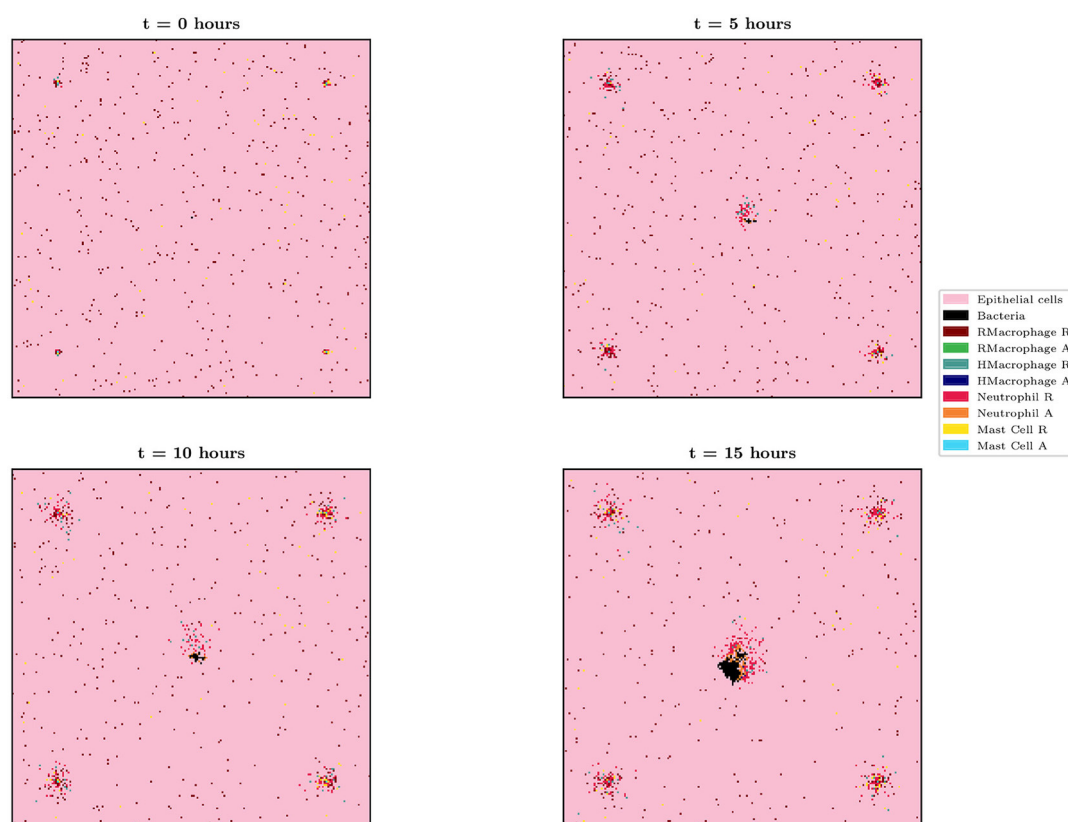 t = 0 hours
t = 5 hours
Epithelial cells
Bacteria
RMacrophage R
RMacrophage A
HMacrophage R
HMacrophage A
Neutrophil R
Neutrophil A
Mast Cell R
Mast Cell A
t = 10 hours
t = 15 hours